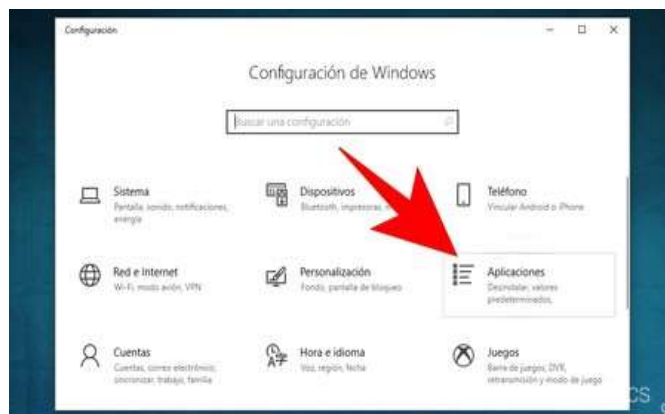 Configuración
Configuración de Windows
Buscar una configuración
Sistema
Pantalla, sonido, notificaciones,
energía
Dispositivos
Bluetooth, impresoras,
Teléfono
Vincular Android o iPhone
Red e Internet
Wi-Fi, modo avión, VPN
Personalización
Fondo, pantalla de bloqueo
Aplicaciones
Desinstalar, valores
predeterminados,
Cuentas
Cuentas, correo electrónico,
sincronizar, trabajo, familia
Hora e idioma
Voz, región, fecha
Juegos
Barra de juegos, DVR,
retransmisión y modo de juego
CS